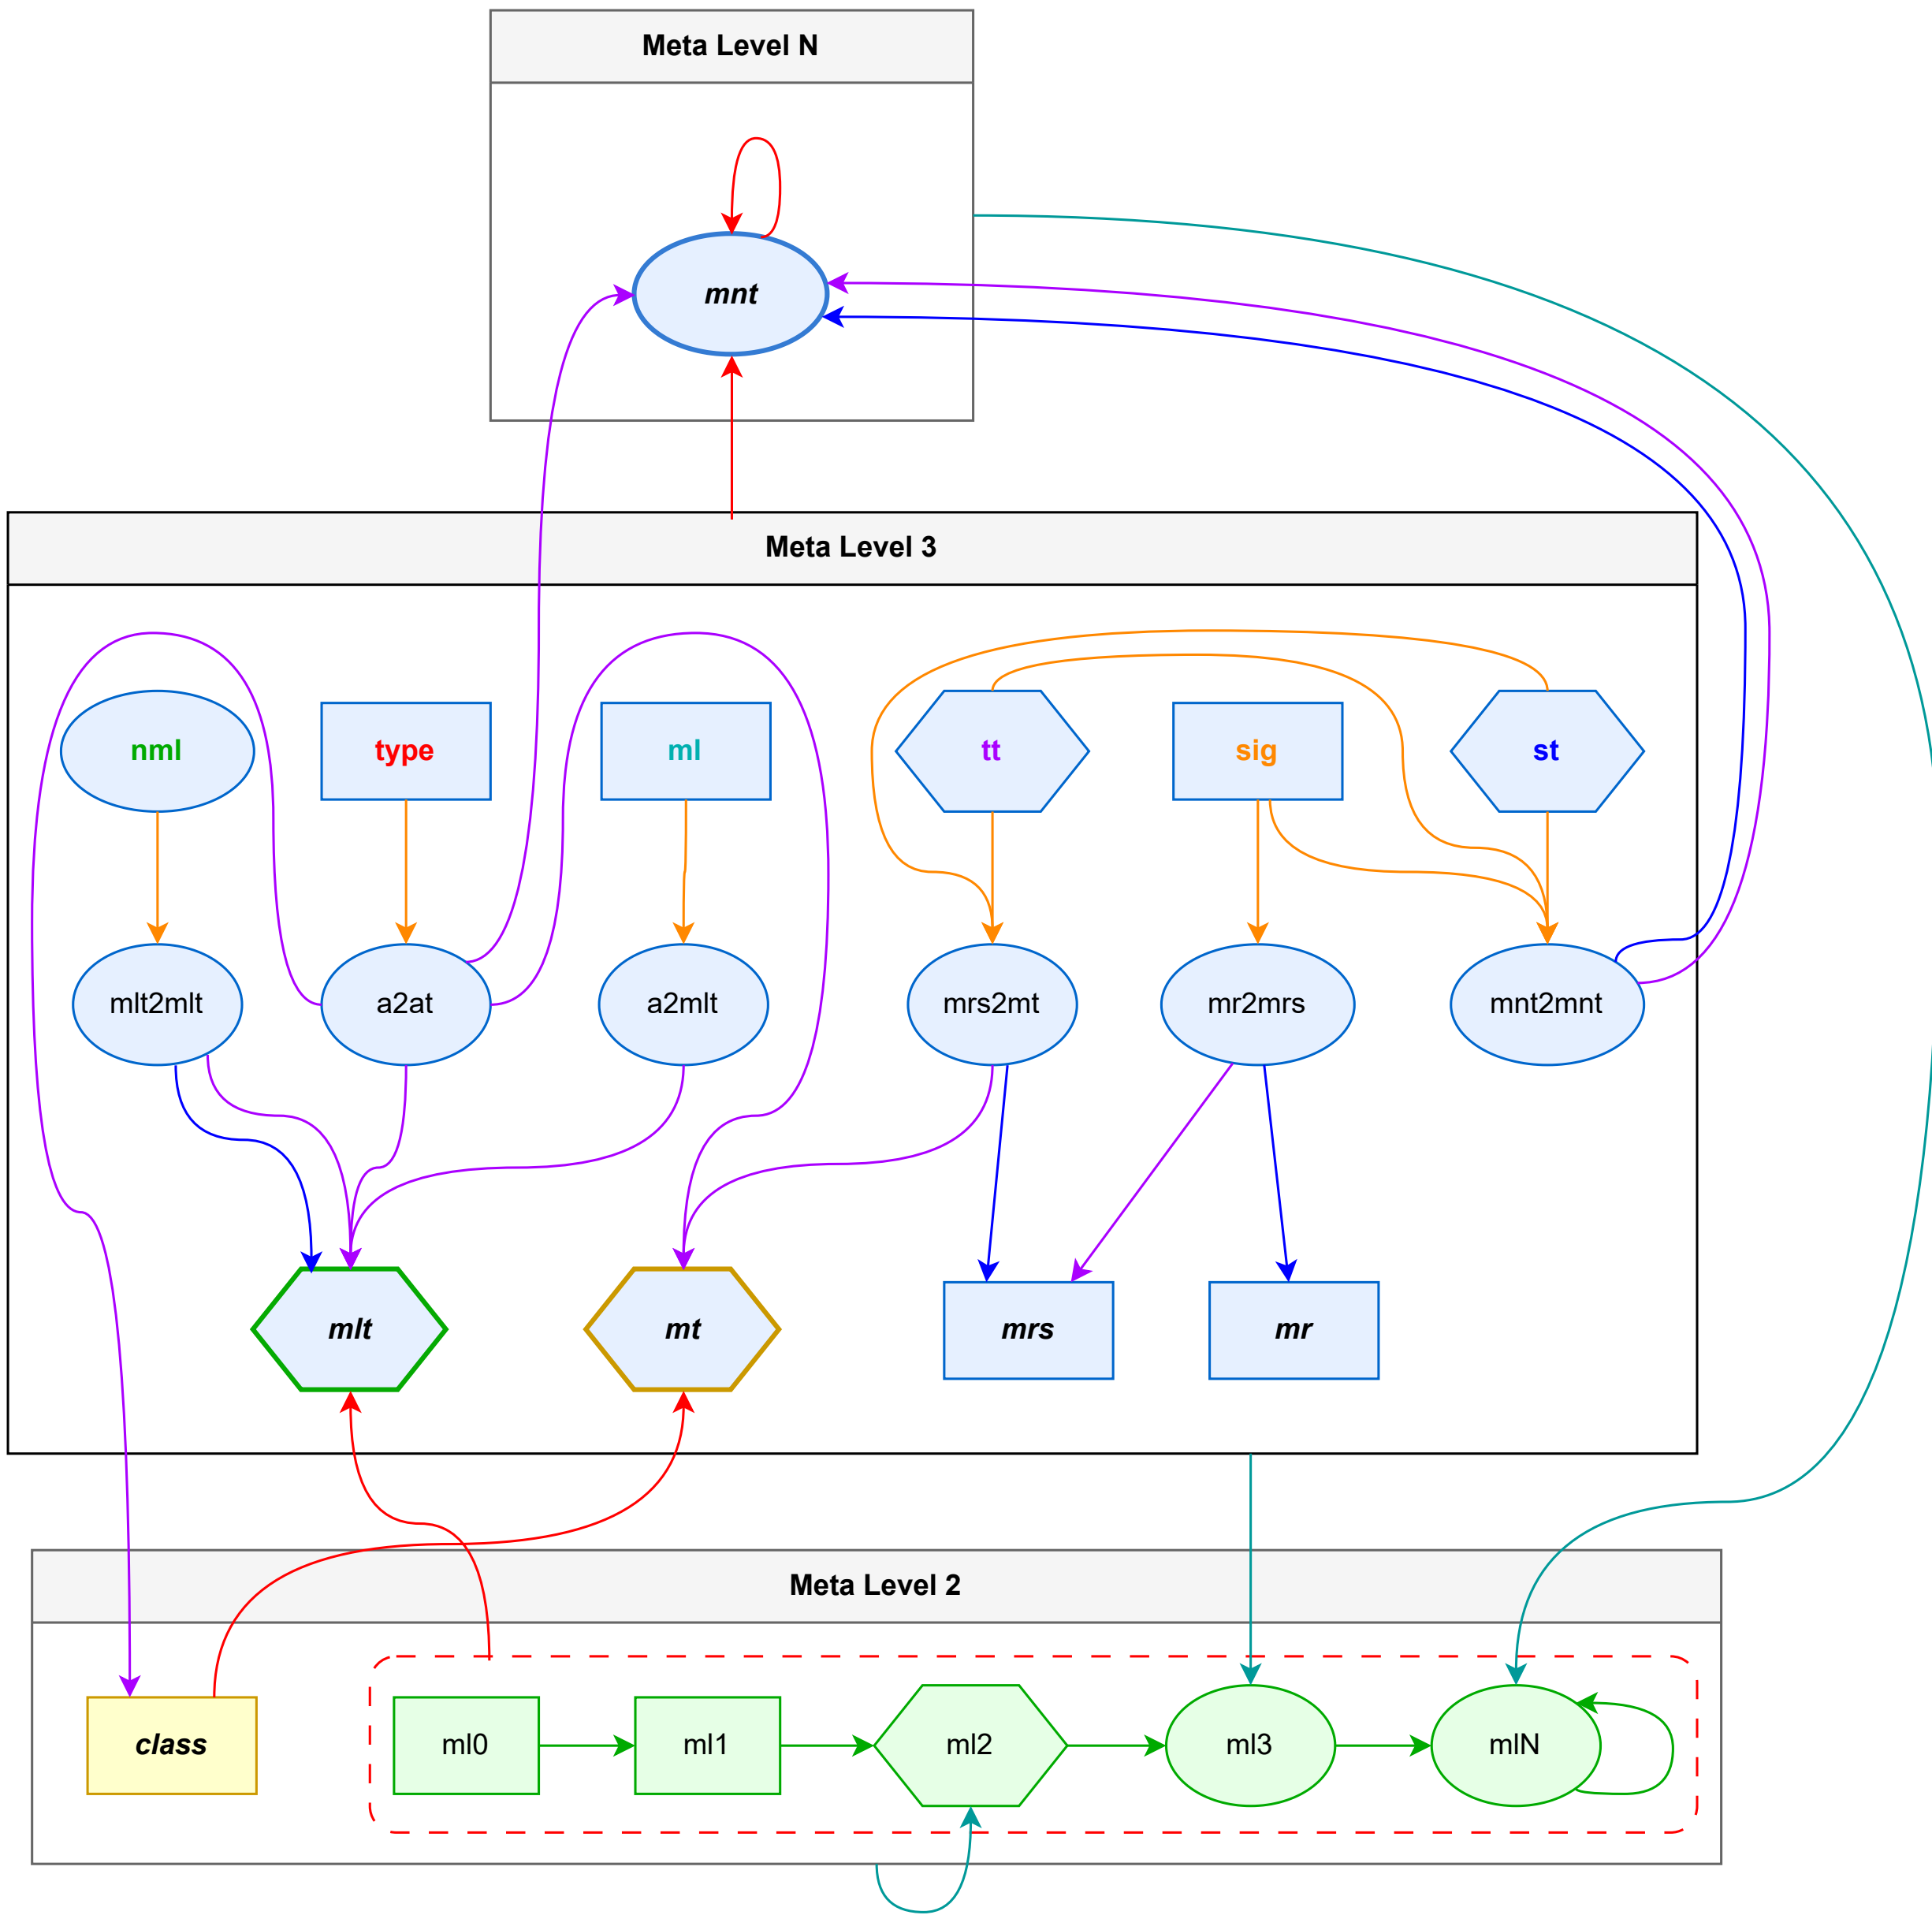 Meta Level N
mnt
Meta Level 3
nml
type
ml
tt
sig
st
mlt2mlt
a2at
a2mlt
mrs2mt
mr2mrs
mnt2mnt
mlt
mt
mrs
mr
Meta Level 2
class
ml0
ml1
ml2
ml3
mlN